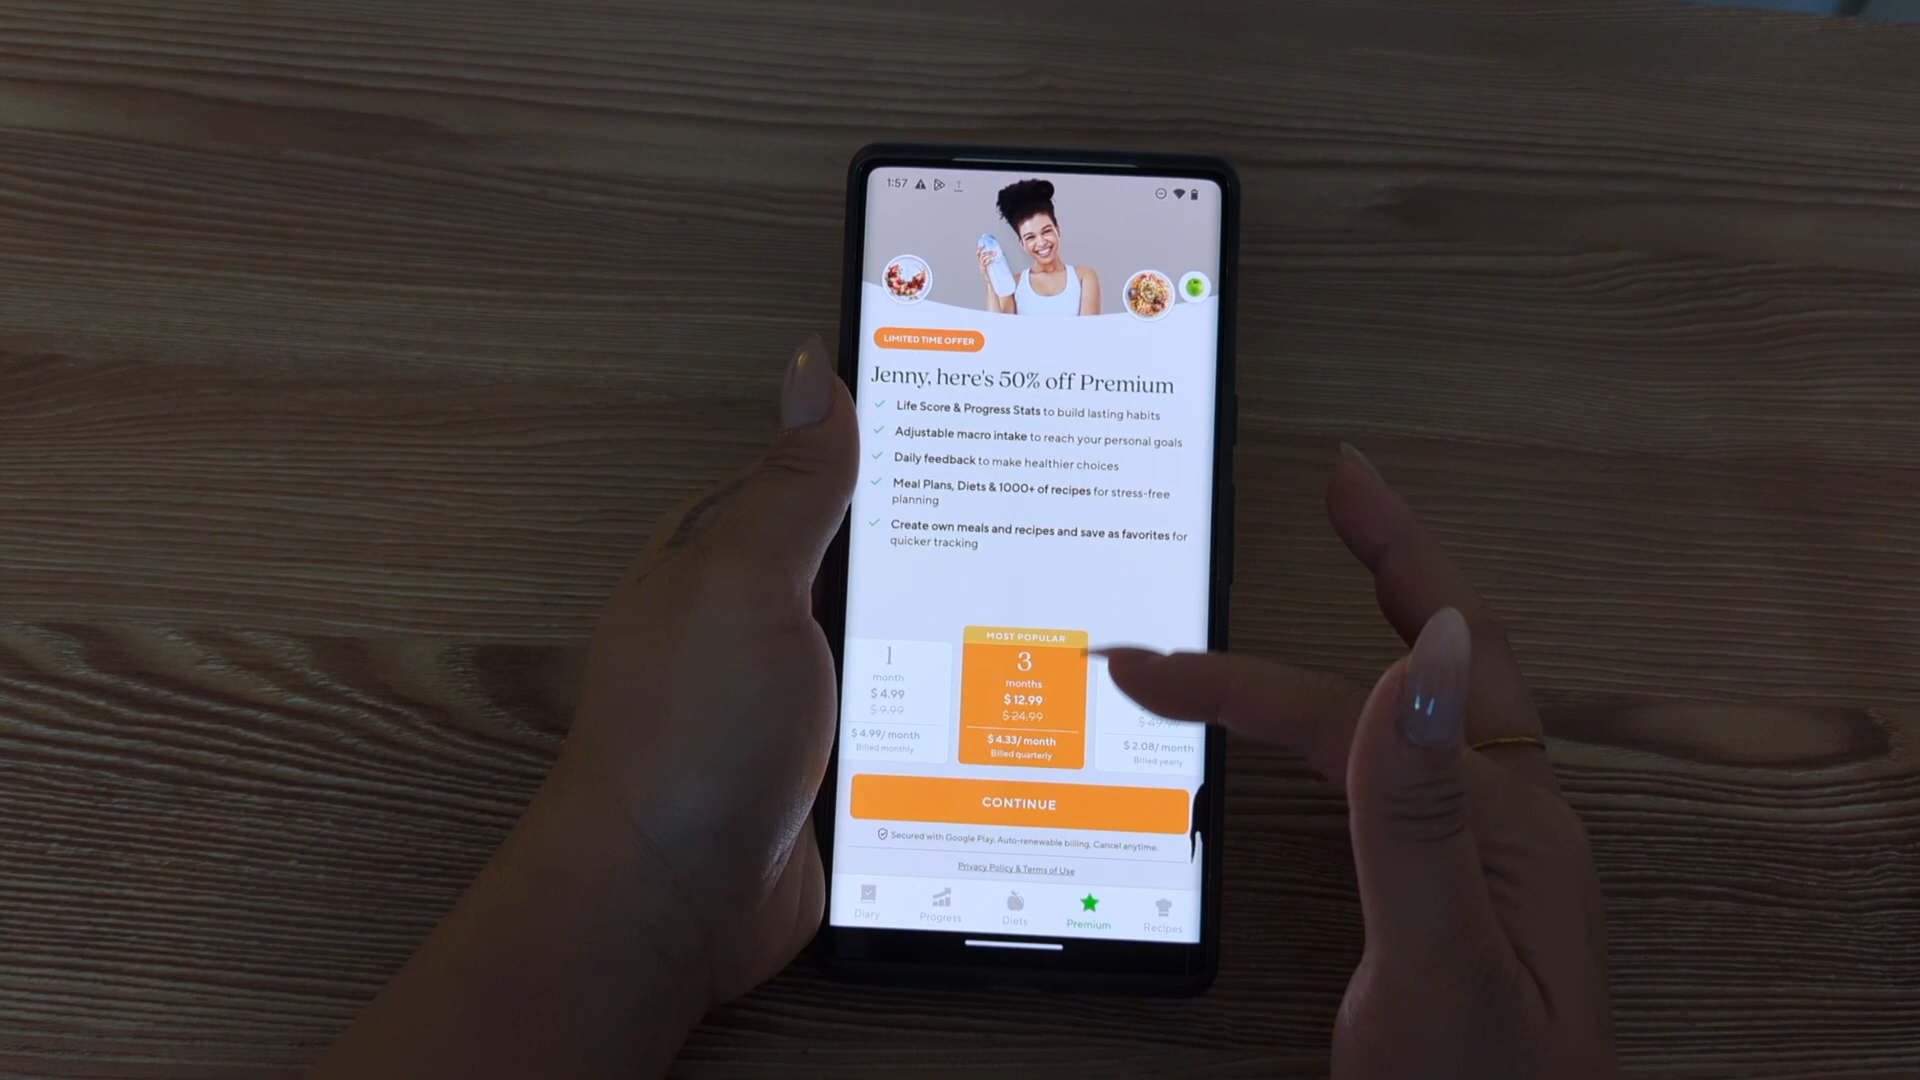 1:57
LIMITED TIME OFFER
Jenny, here's 50% off Premium
Life Score & Progress Stats to build lasting habits
Adjustable macro intake to reach your personal goals
Daily feedback to make healthier choices
Meal Plans, Diets & 1000+ of recipes for stress-free
planning
Create own meals and recipes and save as favorites for
quicker tracking
1
month
$ 4.99
$ 9.99
$ 4.99/ month
Billed monthly
MOST POPULAR
3
months
$ 12.99
$ 24.99
$ 4.33/ month
Billed quarterly
$ 49.99
$ 2.08/ month
Billed yearly
CONTINUE
Secured with Google Play. Auto-renewable billing. Cancel anytime.
Privacy Policy & Terms of Use
Diary
Progress
Diets
Premium
Recipes